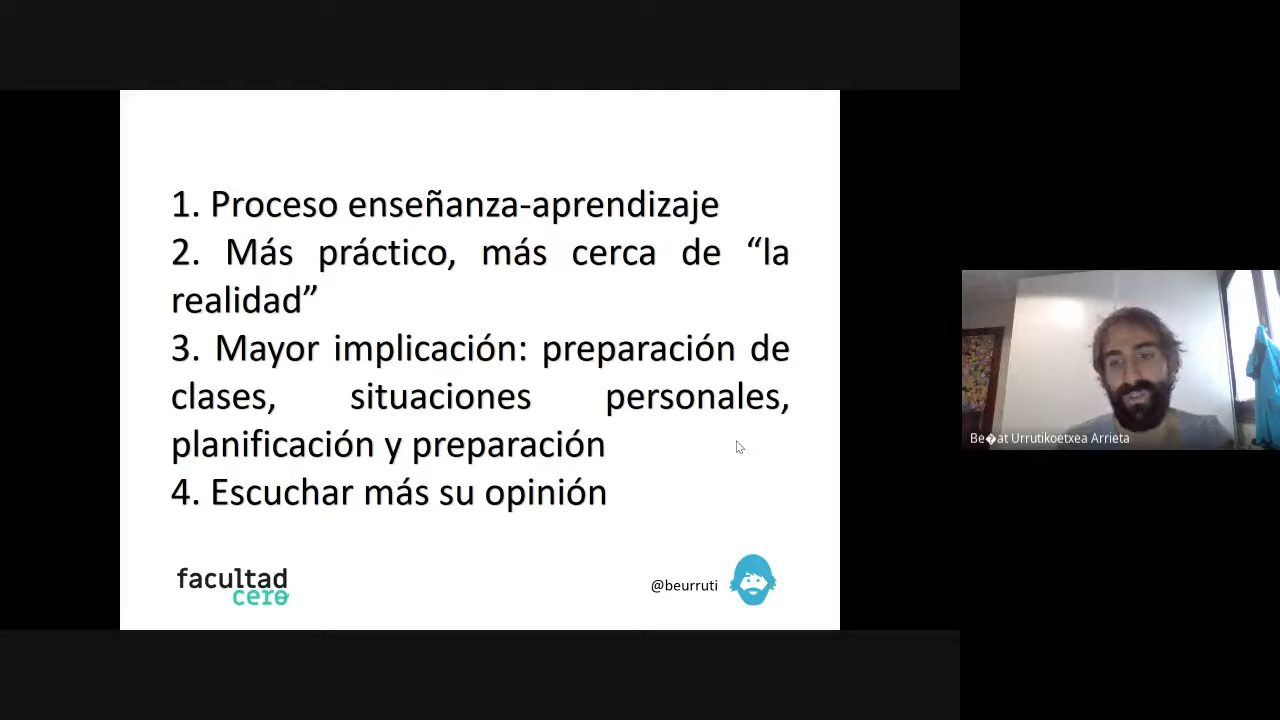 1. Proceso enseñanza-aprendizaje
2. Más práctico, más cerca de “la
realidad”
3. Mayor implicación: preparación de
clases, situaciones personales,
planificación y preparación
4. Escuchar más su opinión
facultad
cero
@beurruti
Be�at Urrutikoetxea Arrieta